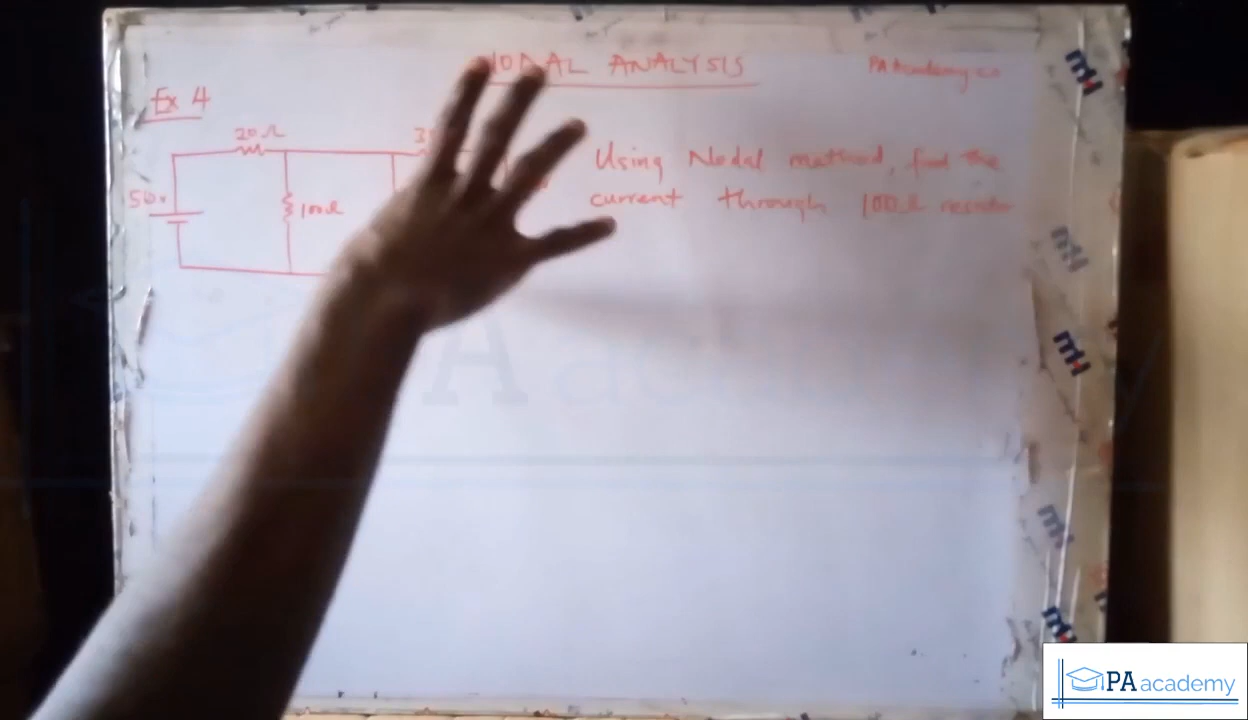 NODAL ANALYSIS
PA Academy.co
Ex 4
20Ω
50v
100Ω
Using Nodal method, find the
current through 100Ω resistor
PA academy